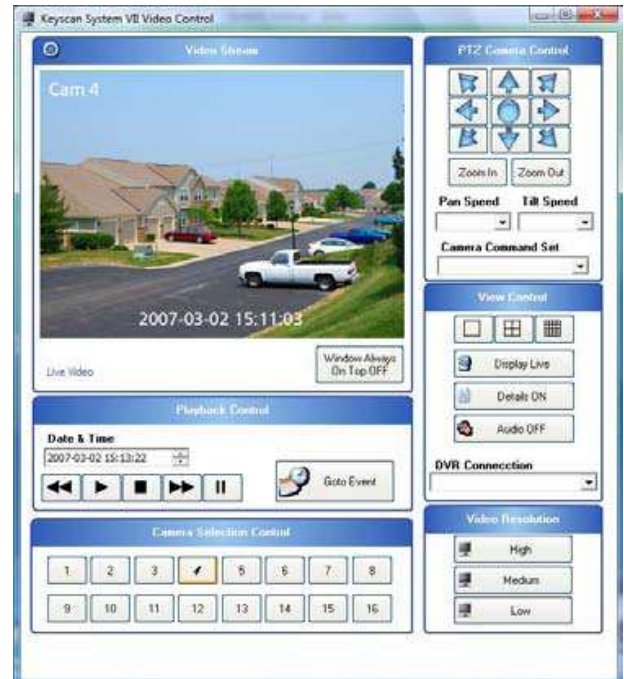 Keyscan System VII Video Control
Video Stream
Cam 4
2007-03-02 15:11:03
Live Video
Window Always
On Top OFF
Playback Control
Date & Time
2007-03-02 15:13:22
Goto Event
Camera Selection Control
1 2 3 4 5 6 7 8
9 10 11 12 13 14 15 16
PTZ Camera Control
Zoom In Zoom Out
Pan Speed Tilt Speed
Camera Command Set
View Control
Display Live
Details ON
Audio OFF
DVR Connecction
Video Resolution
High
Medium
Low